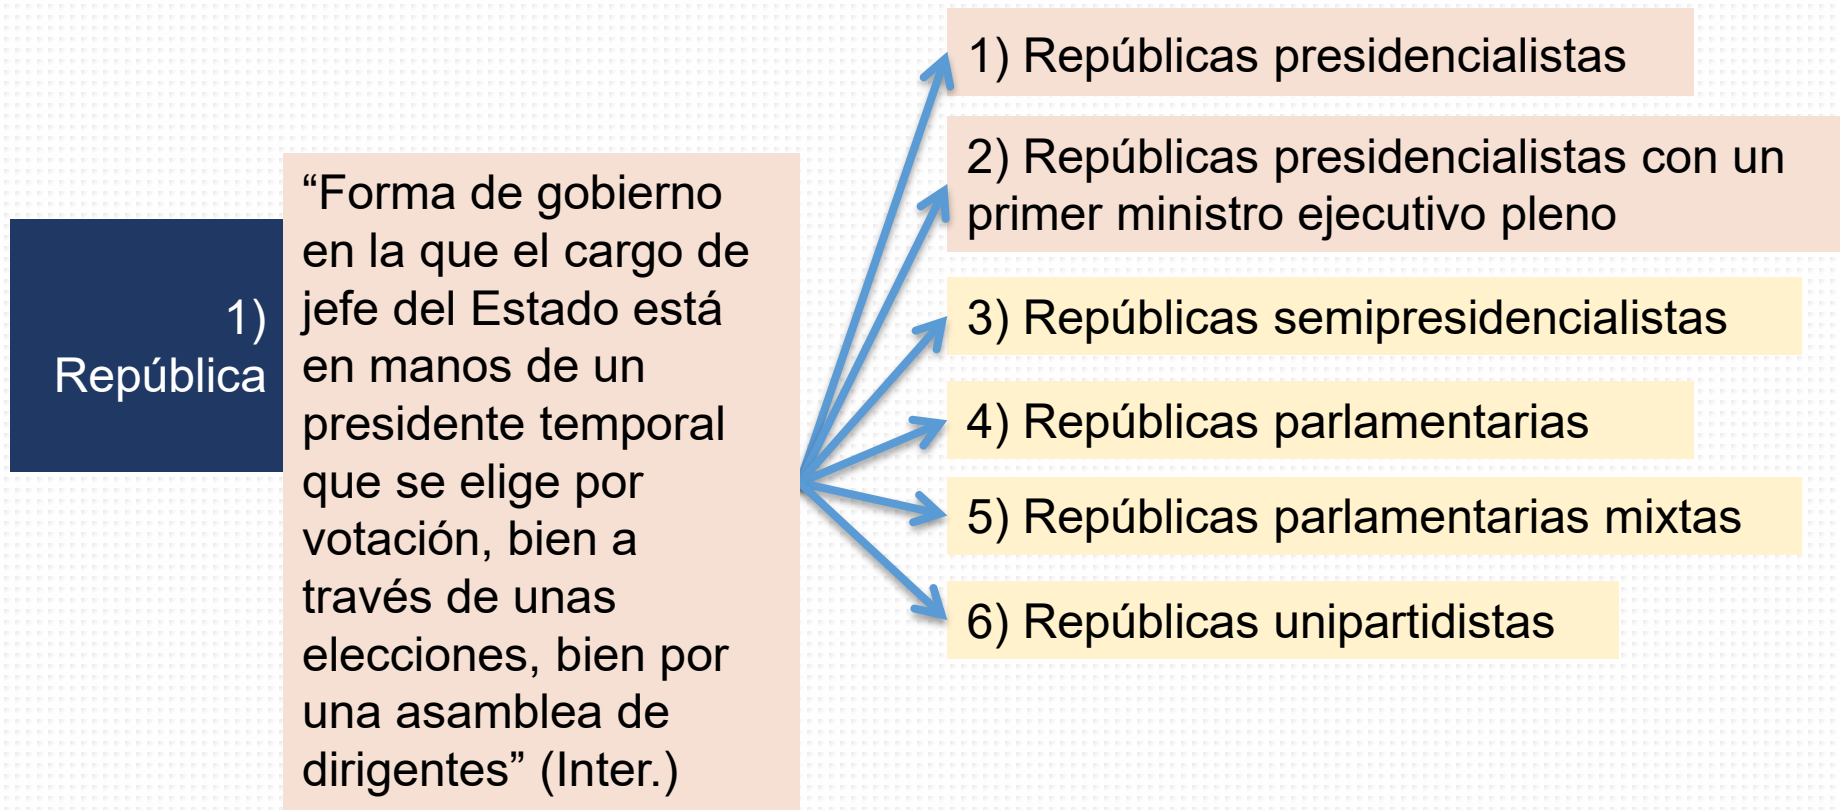 1)
República
“Forma de gobierno
en la que el cargo de
jefe del Estado está
en manos de un
presidente temporal
que se elige por
votación, bien a
través de unas
elecciones, bien por
una asamblea de
dirigentes” (Inter.)
1) Repúblicas presidencialistas
2) Repúblicas presidencialistas con un
primer ministro ejecutivo pleno
3) Repúblicas semipresidencialistas
4) Repúblicas parlamentarias
5) Repúblicas parlamentarias mixtas
6) Repúblicas unipartidistas